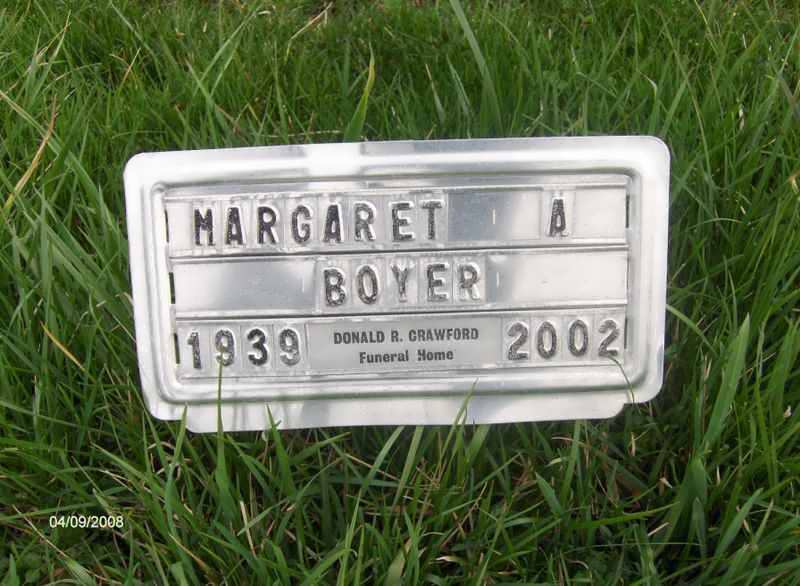 MARGARET A
BOYER
1939 DONALD R. CRAWFORD 2002
Funeral Home
04/09/2008